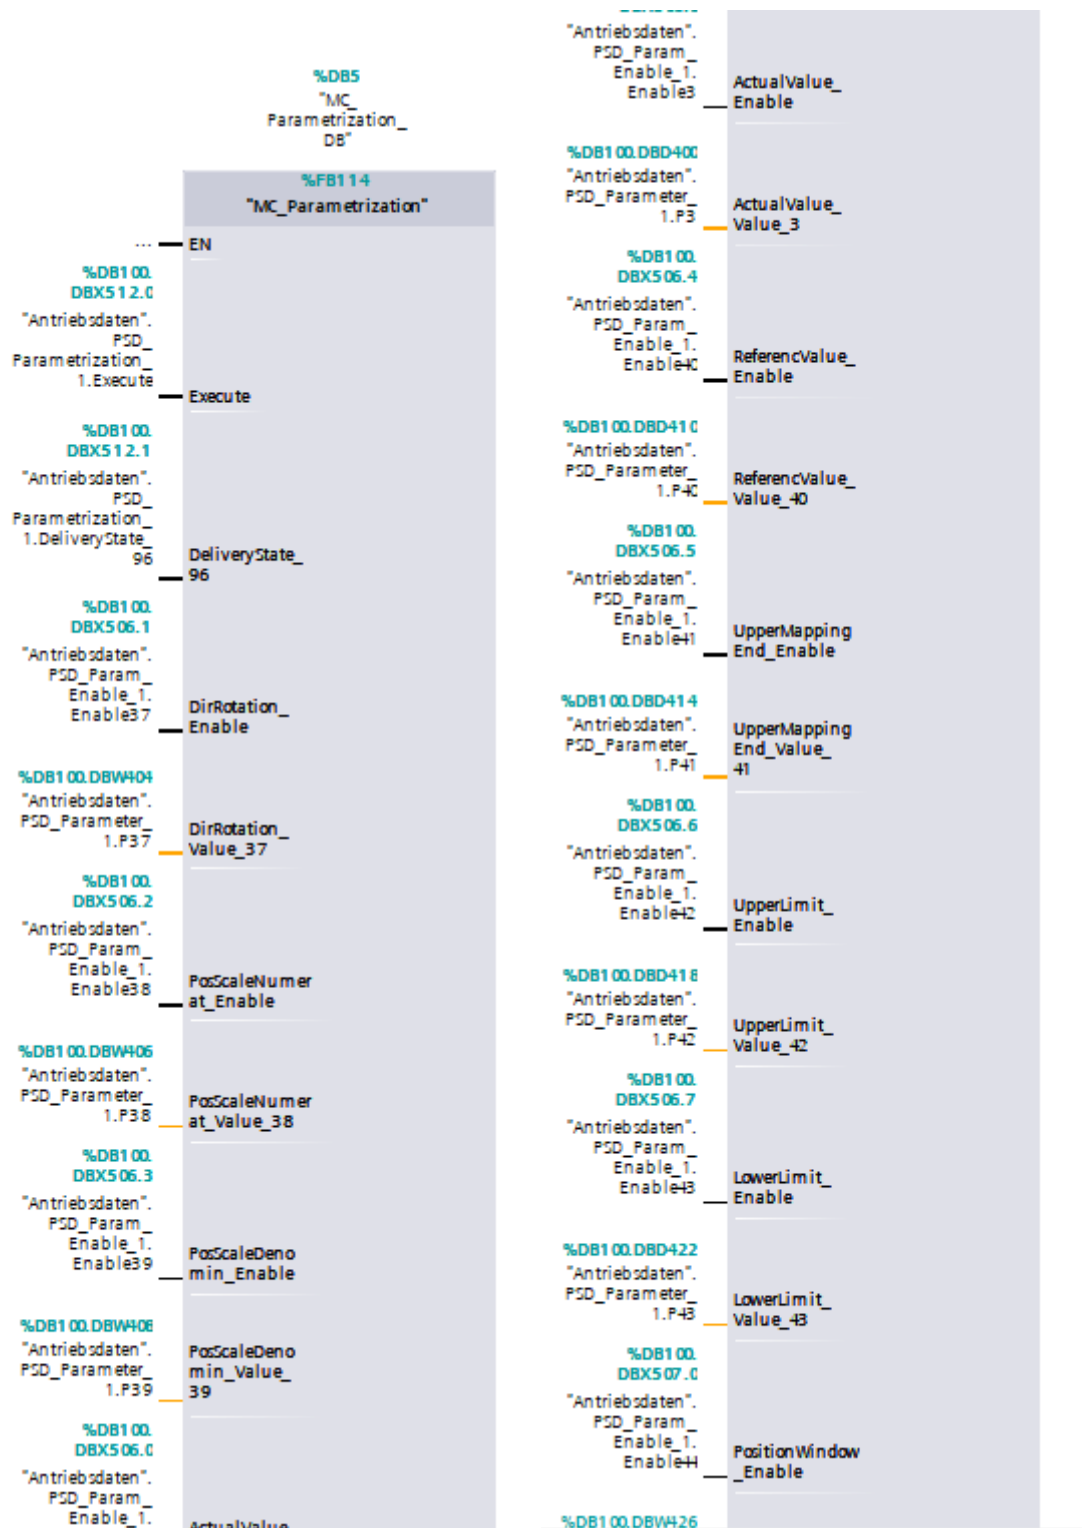 %DB5
"MC_
Parametrization_
DB"
%FB114
"MC_Parametrization"
... EN
%DB100.
DBX512.0
"Antriebsdaten".
PSD_
Parametrization_
1.Execute
Execute
%DB100.
DBX512.1
"Antriebsdaten".
PSD_
Parametrization_
1.DeliveryState_
96
DeliveryState_
96
%DB100.
DBX506.1
"Antriebsdaten".
PSD_Param_
Enable_1.
Enable37
DirRotation_
Enable
%DB100.DBW404
"Antriebsdaten".
PSD_Parameter_
1.P37
DirRotation_
Value_37
%DB100.
DBX506.2
"Antriebsdaten".
PSD_Param_
Enable_1.
Enable38
PosScaleNumer
at_Enable
%DB100.DBW406
"Antriebsdaten".
PSD_Parameter_
1.P38
PosScaleNumer
at_Value_38
%DB100.
DBX506.3
"Antriebsdaten".
PSD_Param_
Enable_1.
Enable39
PosScaleDeno
min_Enable
%DB100.DBW408
"Antriebsdaten".
PSD_Parameter_
1.P39
PosScaleDeno
min_Value_
39
%DB100.
DBX506.0
"Antriebsdaten".
PSD_Param_
Enable_1.
ActualValue_
"Antriebsdaten".
PSD_Param_
Enable_1.
Enable3
ActualValue_
Enable
%DB100.DBD400
"Antriebsdaten".
PSD_Parameter_
1.P3
ActualValue_
Value_3
%DB100.
DBX506.4
"Antriebsdaten".
PSD_Param_
Enable_1.
Enable40
ReferencValue_
Enable
%DB100.DBD410
"Antriebsdaten".
PSD_Parameter_
1.P40
ReferencValue_
Value_40
%DB100.
DBX506.5
"Antriebsdaten".
PSD_Param_
Enable_1.
Enable41
UpperMapping
End_Enable
%DB100.DBD414
"Antriebsdaten".
PSD_Parameter_
1.P41
UpperMapping
End_Value_
41
%DB100.
DBX506.6
"Antriebsdaten".
PSD_Param_
Enable_1.
Enable42
UpperLimit_
Enable
%DB100.DBD418
"Antriebsdaten".
PSD_Parameter_
1.P42
UpperLimit_
Value_42
%DB100.
DBX506.7
"Antriebsdaten".
PSD_Param_
Enable_1.
Enable43
LowerLimit_
Enable
%DB100.DBD422
"Antriebsdaten".
PSD_Parameter_
1.P43
LowerLimit_
Value_43
%DB100.
DBX507.0
"Antriebsdaten".
PSD_Param_
Enable_1.
Enable44
PositionWindow
_Enable
%DB100.DBW426